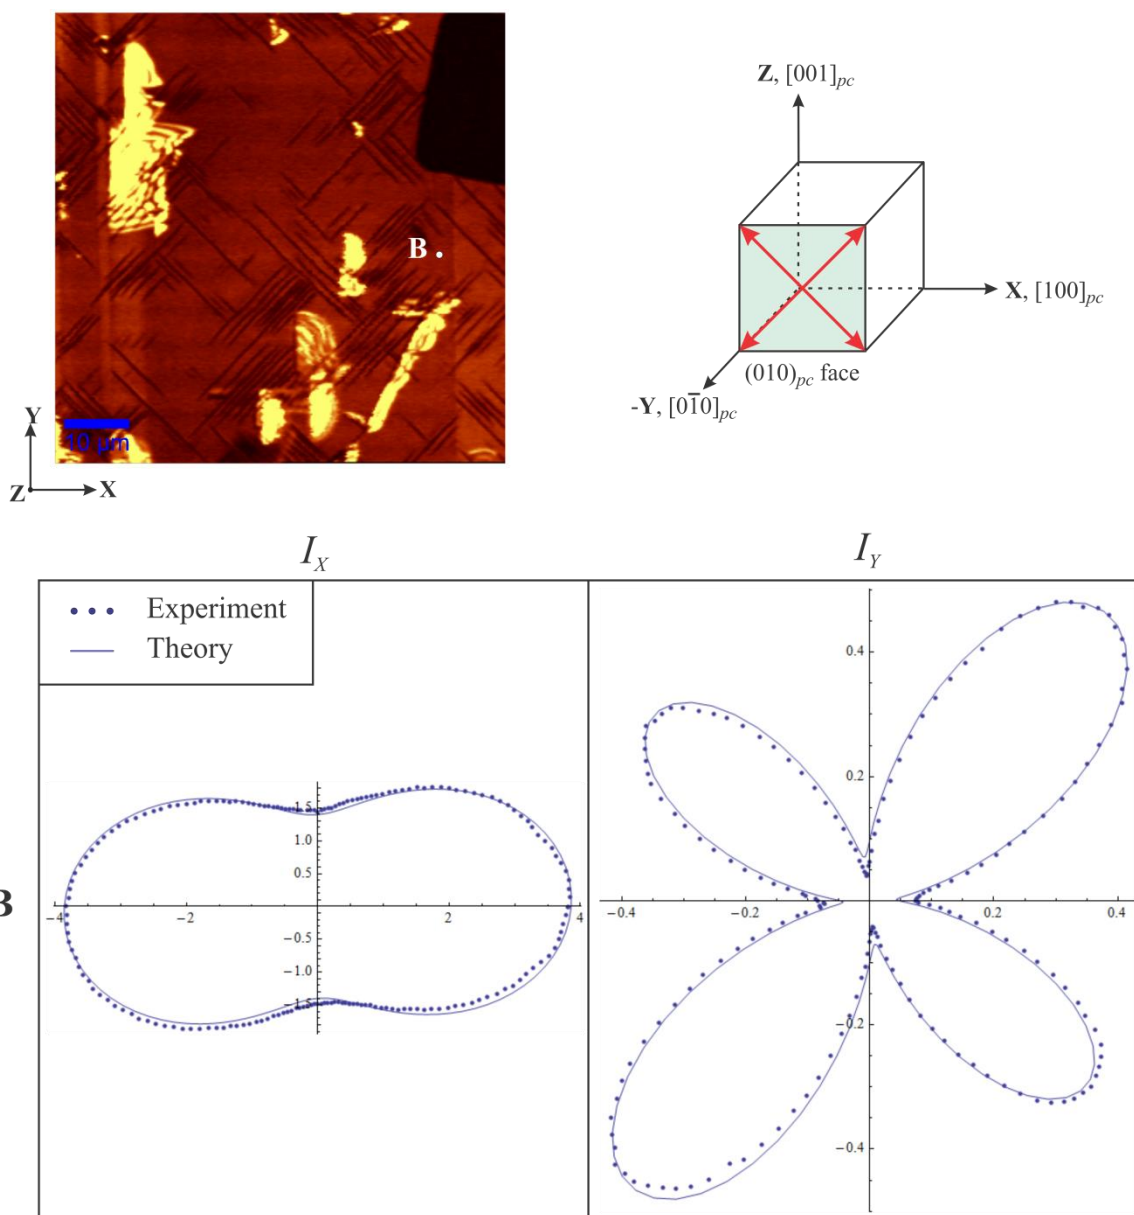 Z, [001]pc
B
X, [100]pc
(010)pc face
-Y, [01̅0]pc
Y
10 µm
Z
X
I_X
I_Y
Experiment
Theory
B
1.5
1.0
0.5
−4
−2
2
4
−0.5
−1.0
−1.5
0.4
0.2
−0.4
−0.2
0.2
0.4
−0.2
−0.4